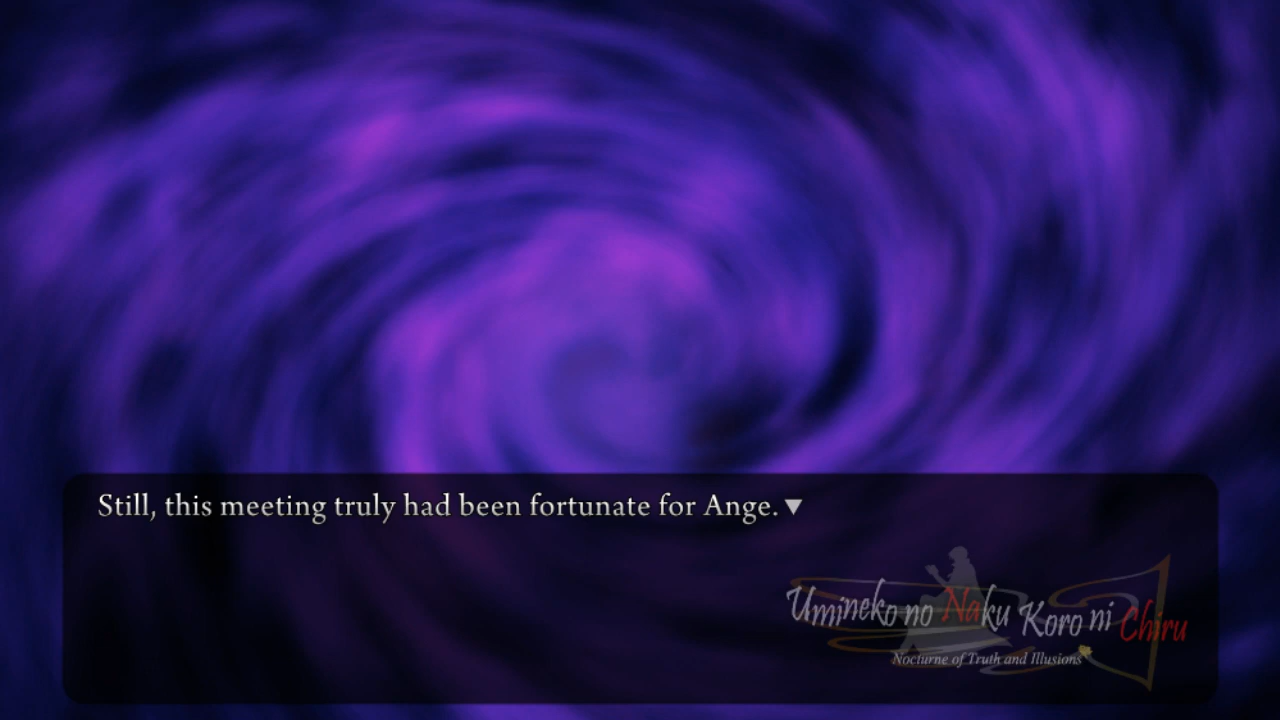 Still, this meeting truly had been fortunate for Ange.
Umineko no Naku Koro ni Chiru
Nocturne of Truth and Illusions